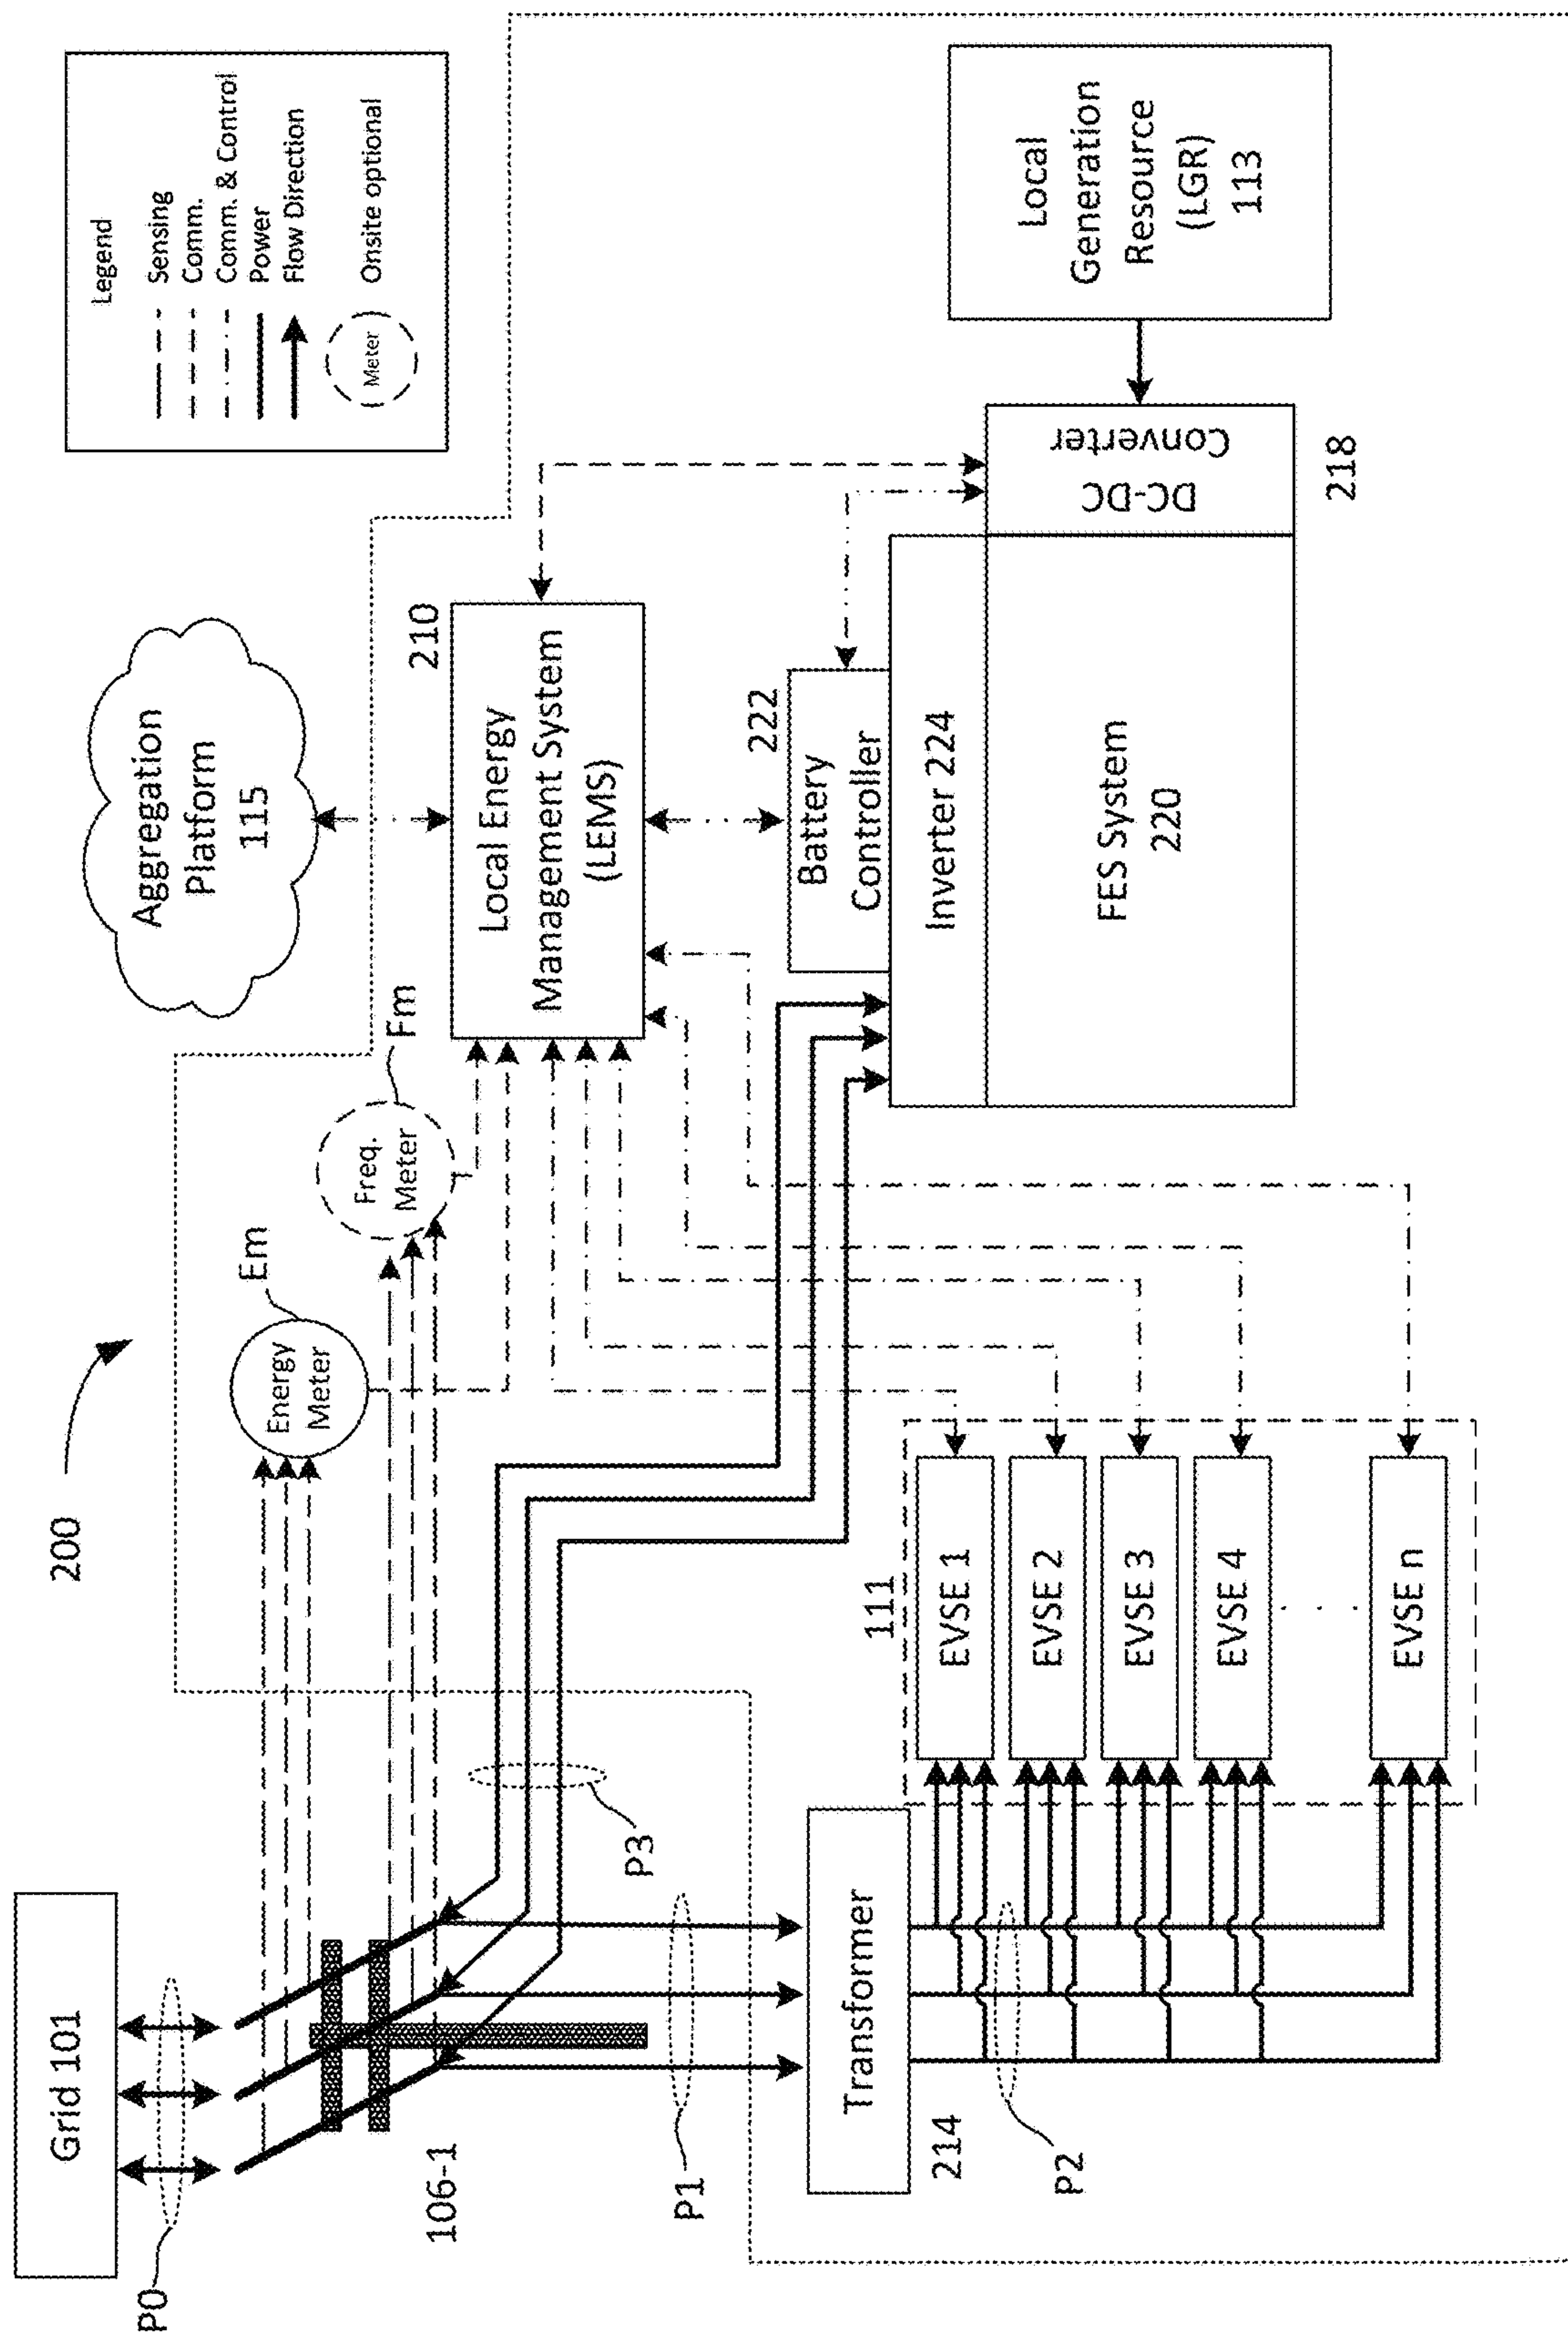 200
Grid 101
P0
106-1
P1
P3
Transformer
214
P2
111
EVSE 1
EVSE 2
EVSE 3
EVSE 4
. . .
EVSE n
Energy
Meter
Em
Freq.
Meter
Fm
Aggregation
Platform
115
210
Local Energy
Management System
(LEMS)
222
Battery
Controller
Inverter 224
FES System
220
DC-DC
Converter
218
Local
Generation
Resource
(LGR)
113
Legend
Sensing
Comm.
Comm. & Control
Power
Flow Direction
Meter
Onsite optional